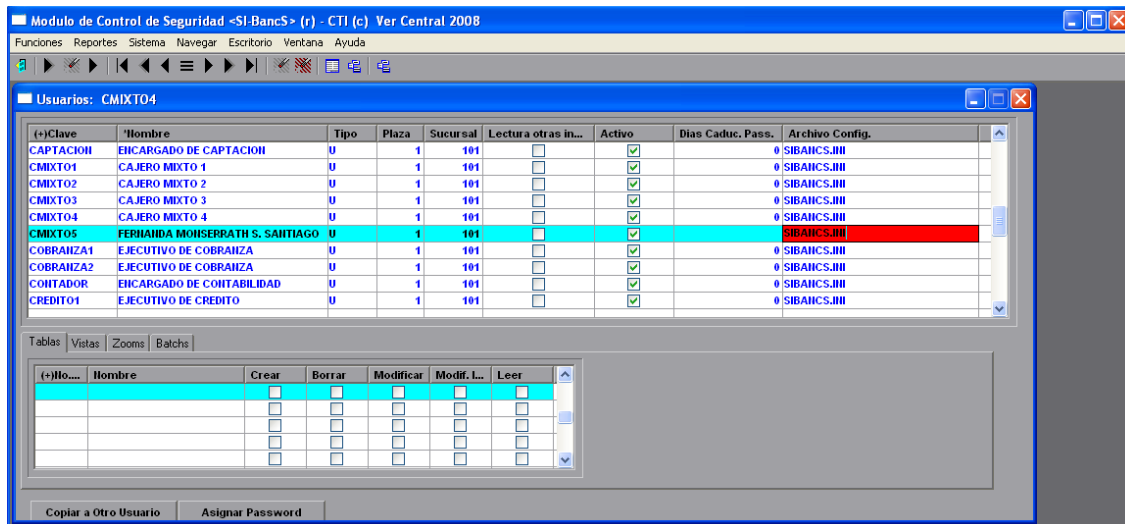 Modulo de Control de Seguridad <SI-BancS> (r) - CTI (c)  Ver Central 2008
Funciones Reportes Sistema Navegar Escritorio Ventana Ayuda
Usuarios: CMIXTO4
(+)Clave 'Nombre Tipo Plaza Sucursal Lectura otras in... Activo Dias Caduc. Pass. Archivo Config.
CAPTACION ENCARGADO DE CAPTACION U 1 101 0 SIBANCS.INI
CMIXTO1 CAJERO MIXTO 1 U 1 101 0 SIBANCS.INI
CMIXTO2 CAJERO MIXTO 2 U 1 101 0 SIBANCS.INI
CMIXTO3 CAJERO MIXTO 3 U 1 101 0 SIBANCS.INI
CMIXTO4 CAJERO MIXTO 4 U 1 101 0 SIBANCS.INI
CMIXTO5 FERNANDA MONSERRATH S. SANTIAGO U 1 101 0 SIBANCS.INI
COBRANZA1 EJECUTIVO DE COBRANZA U 1 101 0 SIBANCS.INI
COBRANZA2 EJECUTIVO DE COBRANZA U 1 101 0 SIBANCS.INI
CONTADOR ENCARGADO DE CONTABILIDAD U 1 101 0 SIBANCS.INI
CREDITO1 EJECUTIVO DE CREDITO U 1 101 0 SIBANCS.INI
Tablas Vistas Zooms Batchs
(+)No.... Nombre Crear Borrar Modificar Modif. I... Leer
Copiar a Otro Usuario Asignar Password